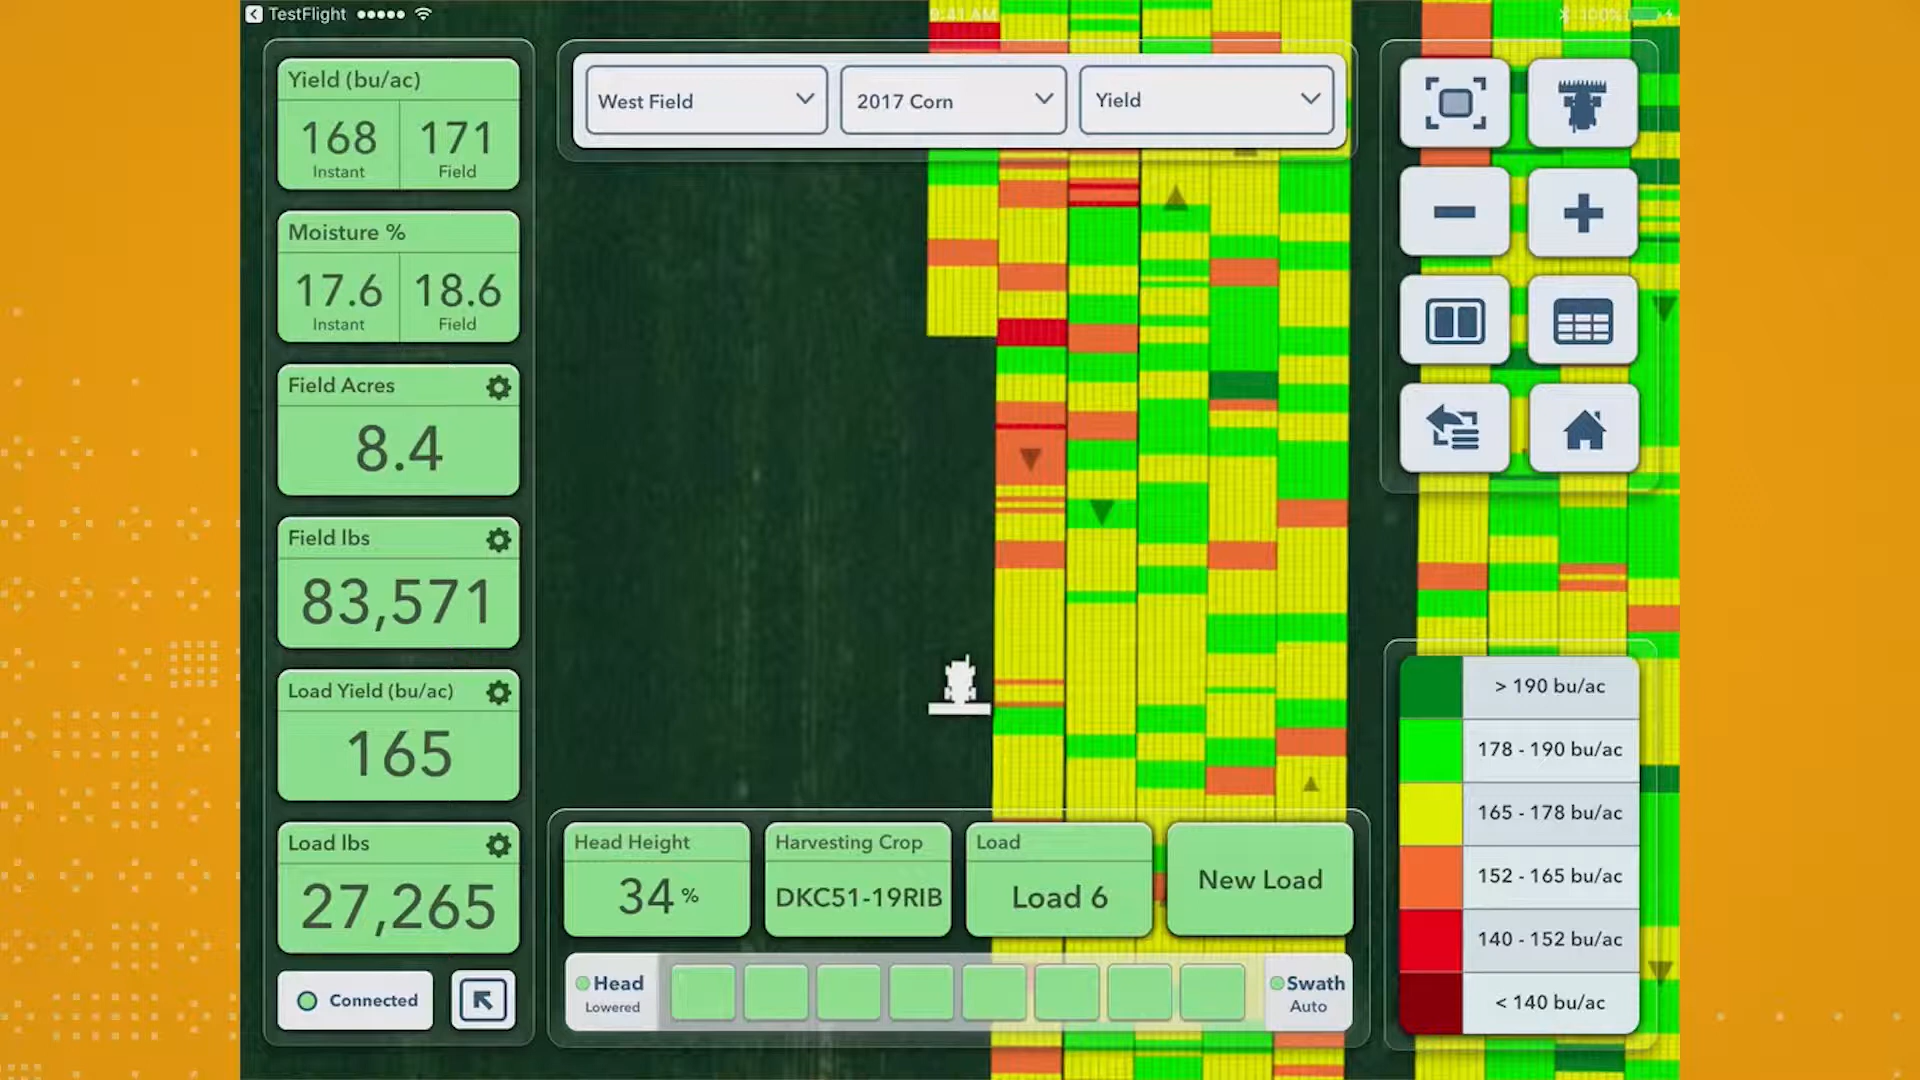 TestFlight
9:41 AM
100%
Yield (bu/ac)
168 171
Instant Field
Moisture %
17.6 18.6
Instant Field
Field Acres
8.4
Field lbs
83,571
Load Yield (bu/ac)
165
Load lbs
27,265
Connected
West Field
2017 Corn
Yield
Head Height
34 %
Harvesting Crop
DKC51-19RIB
Load
Load 6
New Load
Head
Lowered
Swath
Auto
> 190 bu/ac
178 - 190 bu/ac
165 - 178 bu/ac
152 - 165 bu/ac
140 - 152 bu/ac
< 140 bu/ac